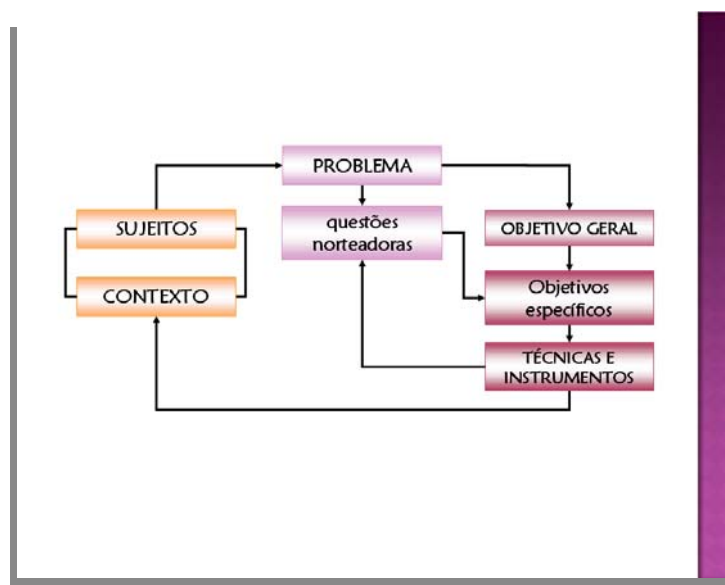 PROBLEMA
SUJEITOS
questões
norteadoras
OBJETIVO GERAL
CONTEXTO
Objetivos
específicos
TÉCNICAS E
INSTRUMENTOS